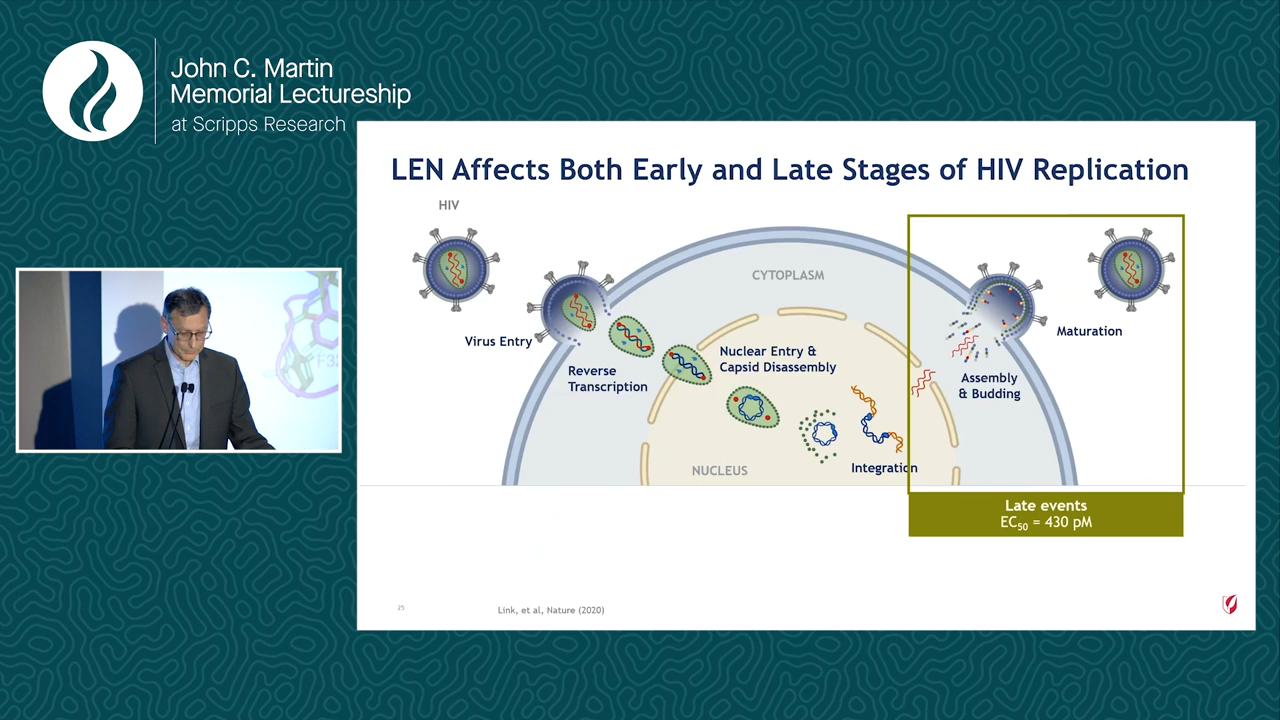 John C. Martin
Memorial Lectureship
at Scripps Research
LEN Affects Both Early and Late Stages of HIV Replication
HIV
CYTOPLASM
Virus Entry
Reverse
Transcription
Nuclear Entry &
Capsid Disassembly
Maturation
Assembly
& Budding
Integration
NUCLEUS
Late events
EC₅₀ = 430 pM
25
Link, et al, Nature (2020)